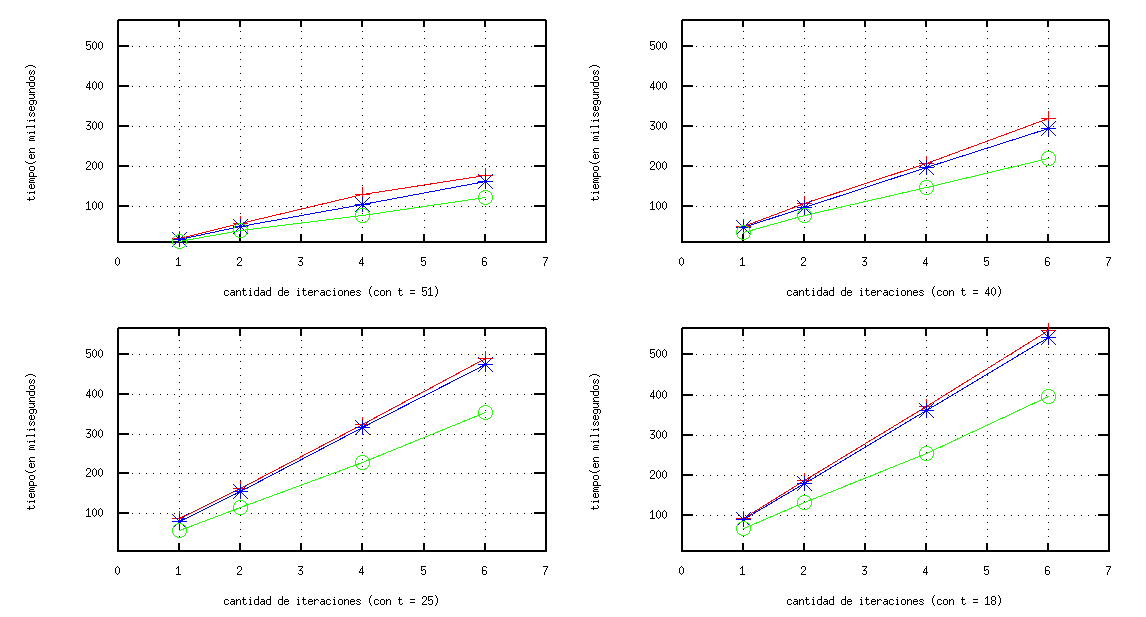 500
400
300
200
100
0 1 2 3 4 5 6 7
tiempo(en milisegundos)
cantidad de iteraciones (con t = 51)
500
400
300
200
100
0 1 2 3 4 5 6 7
tiempo(en milisegundos)
cantidad de iteraciones (con t = 40)
500
400
300
200
100
0 1 2 3 4 5 6 7
tiempo(en milisegundos)
cantidad de iteraciones (con t = 25)
500
400
300
200
100
0 1 2 3 4 5 6 7
tiempo(en milisegundos)
cantidad de iteraciones (con t = 18)